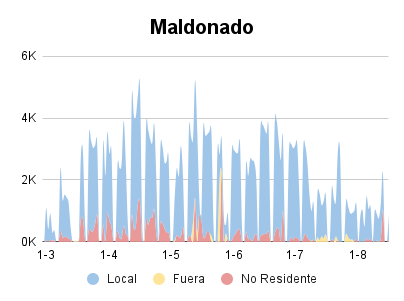 Maldonado
6K
4K
2K
0K
1-3 1-4 1-5 1-6 1-7 1-8
Local Fuera No Residente